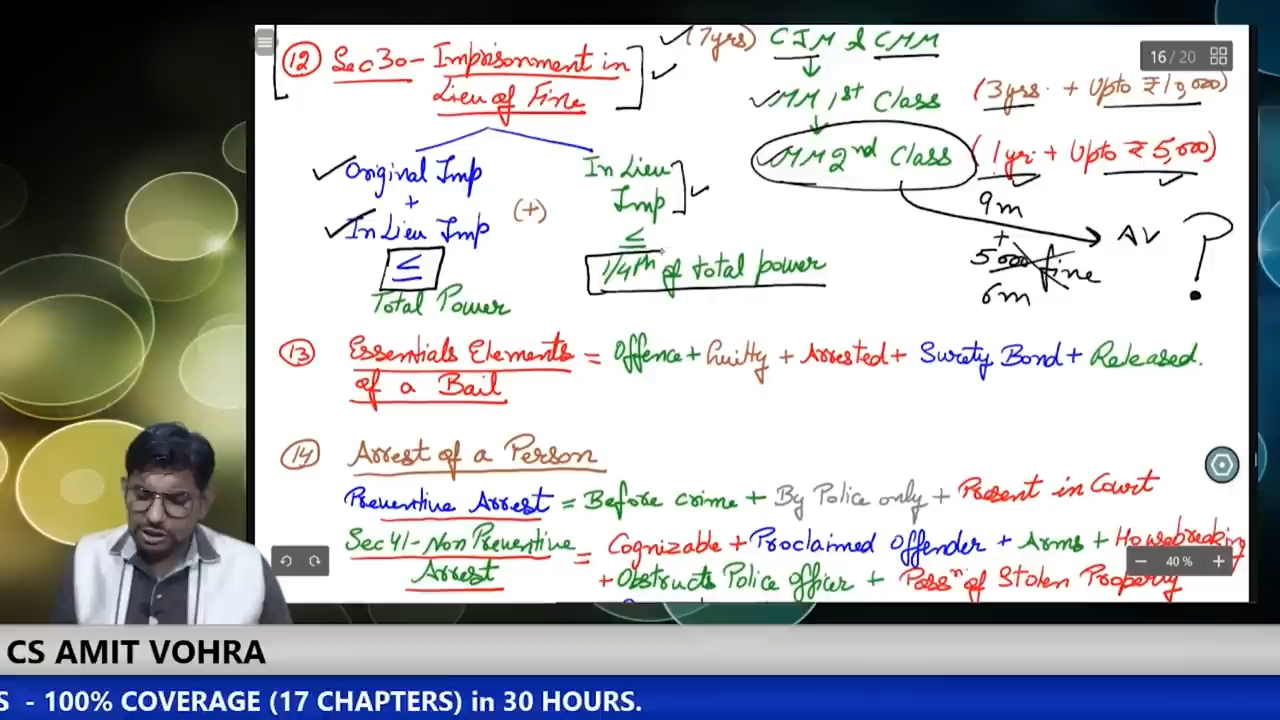 (7yrs) CJM & CMM
16 / 20
⑫ Sec 30 - Imprisonment in
Lieu of Fine
MM 1st Class (3yrs. + Upto ₹10,000)
MM 2nd Class (1yr + Upto ₹5,000)
Original Imp
+
In Lieu Imp
≤
Total Power
(+)
In Lieu
Imp
≤
1/4th of total power
9m
+
5000 fine
6m
AV ?
⑬ Essentials Elements = Offence + Guilty + Arrested + Surety Bond + Released.
of a Bail
⑭ Arrest of a Person
Preventive Arrest = Before crime + By Police only + Present in Court
Sec 41 - Non Preventive = Cognizable + Proclaimed Offender + Arms + Housebreaking
Arrest + Obstructs Police officer + Possn of Stolen Property
40 %
CS AMIT VOHRA
S - 100% COVERAGE (17 CHAPTERS) in 30 HOURS.